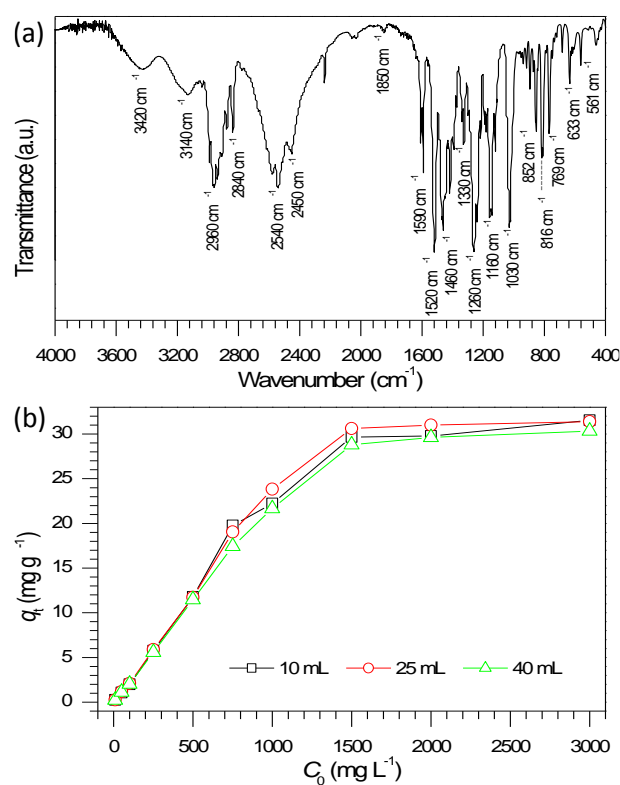 (a)
Transmittance (a.u.)
3420 cm⁻¹
3140 cm⁻¹
2960 cm⁻¹
2840 cm⁻¹
2540 cm⁻¹
2450 cm⁻¹
1850 cm⁻¹
1590 cm⁻¹
1520 cm⁻¹
1460 cm⁻¹
1330 cm⁻¹
1260 cm⁻¹
1160 cm⁻¹
1030 cm⁻¹
852 cm⁻¹
816 cm⁻¹
769 cm⁻¹
633 cm⁻¹
561 cm⁻¹
4000 3600 3200 2800 2400 2000 1600 1200 800 400
Wavenumber (cm⁻¹)
(b)
30
25
20
15
10
5
0
qt (mg g⁻¹)
10 mL 25 mL 40 mL
0 500 1000 1500 2000 2500 3000
C0 (mg L⁻¹)